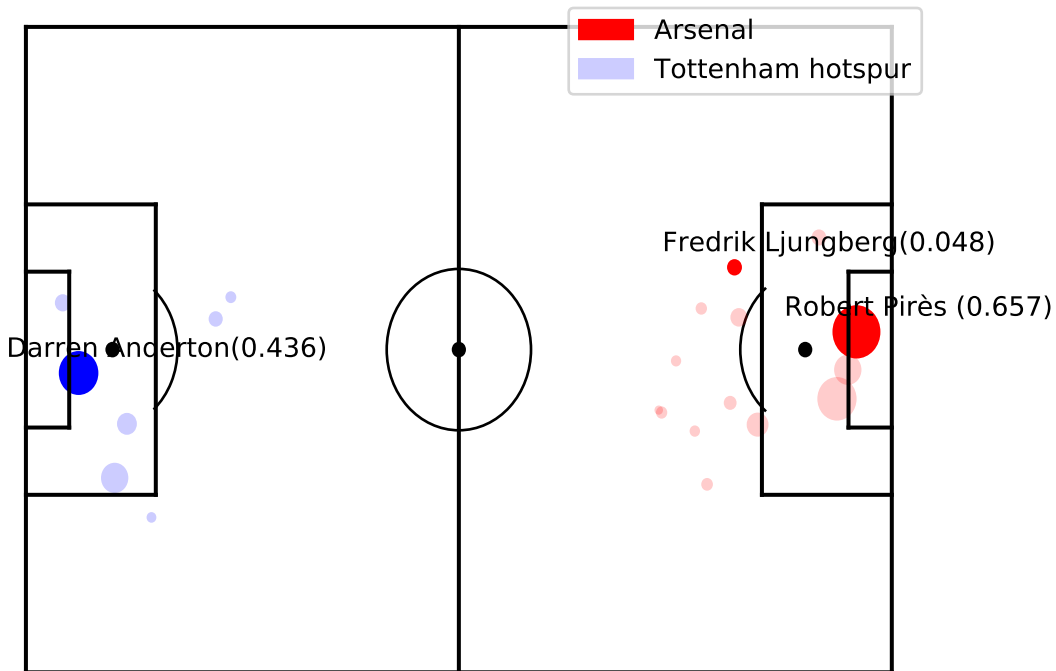 Arsenal
Tottenham hotspur
Fredrik Ljungberg(0.048)
Robert Pirès (0.657)
Darren Anderton(0.436)